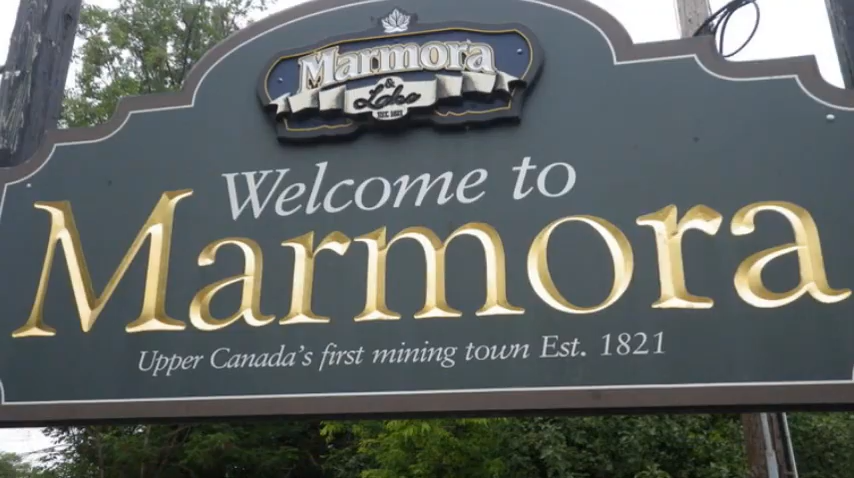 Marmora
& Lake
EST. 1821
Welcome to
Marmora
Upper Canada's first mining town Est. 1821